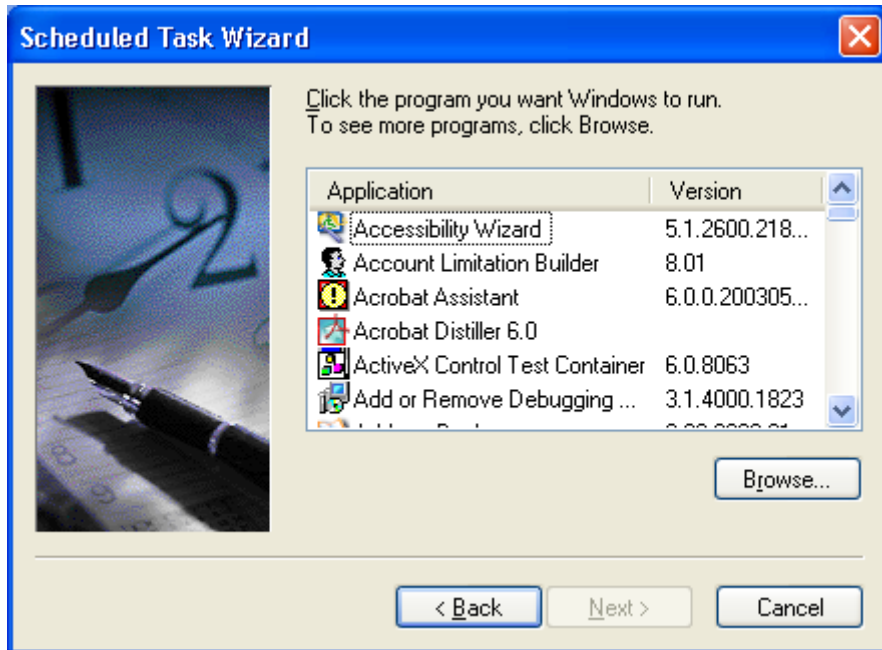 Scheduled Task Wizard
Click the program you want Windows to run.
To see more programs, click Browse.
Application Version
Accessibility Wizard 5.1.2600.218...
Account Limitation Builder 8.01
Acrobat Assistant 6.0.0.200305...
Acrobat Distiller 6.0
ActiveX Control Test Container 6.0.8063
Add or Remove Debugging ... 3.1.4000.1823
Browse...
< Back Next > Cancel